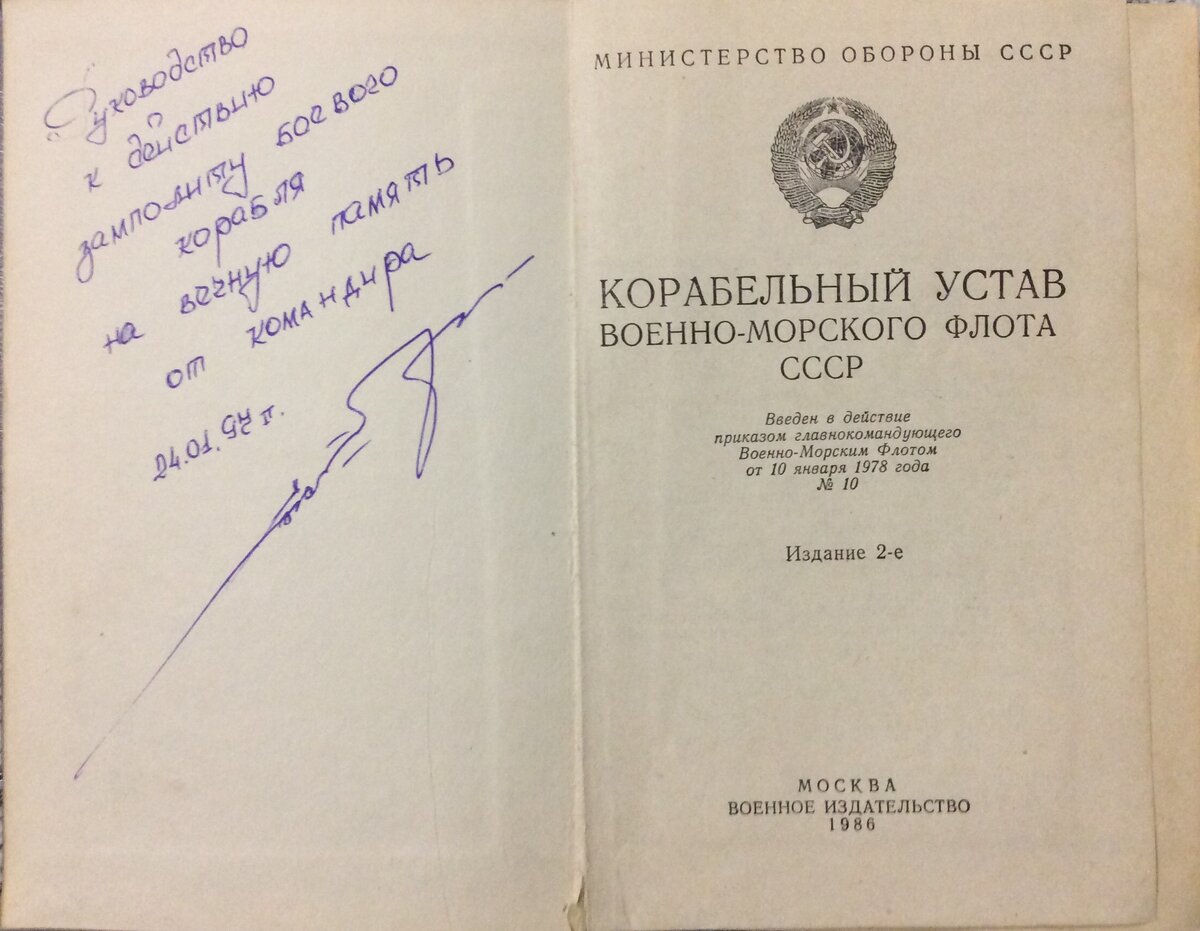 Руководство
к действию
замполиту боевого
корабля
на вечную память
от командира
24.01.97 г.
МИНИСТЕРСТВО ОБОРОНЫ СССР
КОРАБЕЛЬНЫЙ УСТАВ
ВОЕННО-МОРСКОГО ФЛОТА
СССР
Введен в действие
приказом главнокомандующего
Военно-Морским Флотом
от 10 января 1978 года
№ 10
Издание 2-е
МОСКВА
ВОЕННОЕ ИЗДАТЕЛЬСТВО
1986